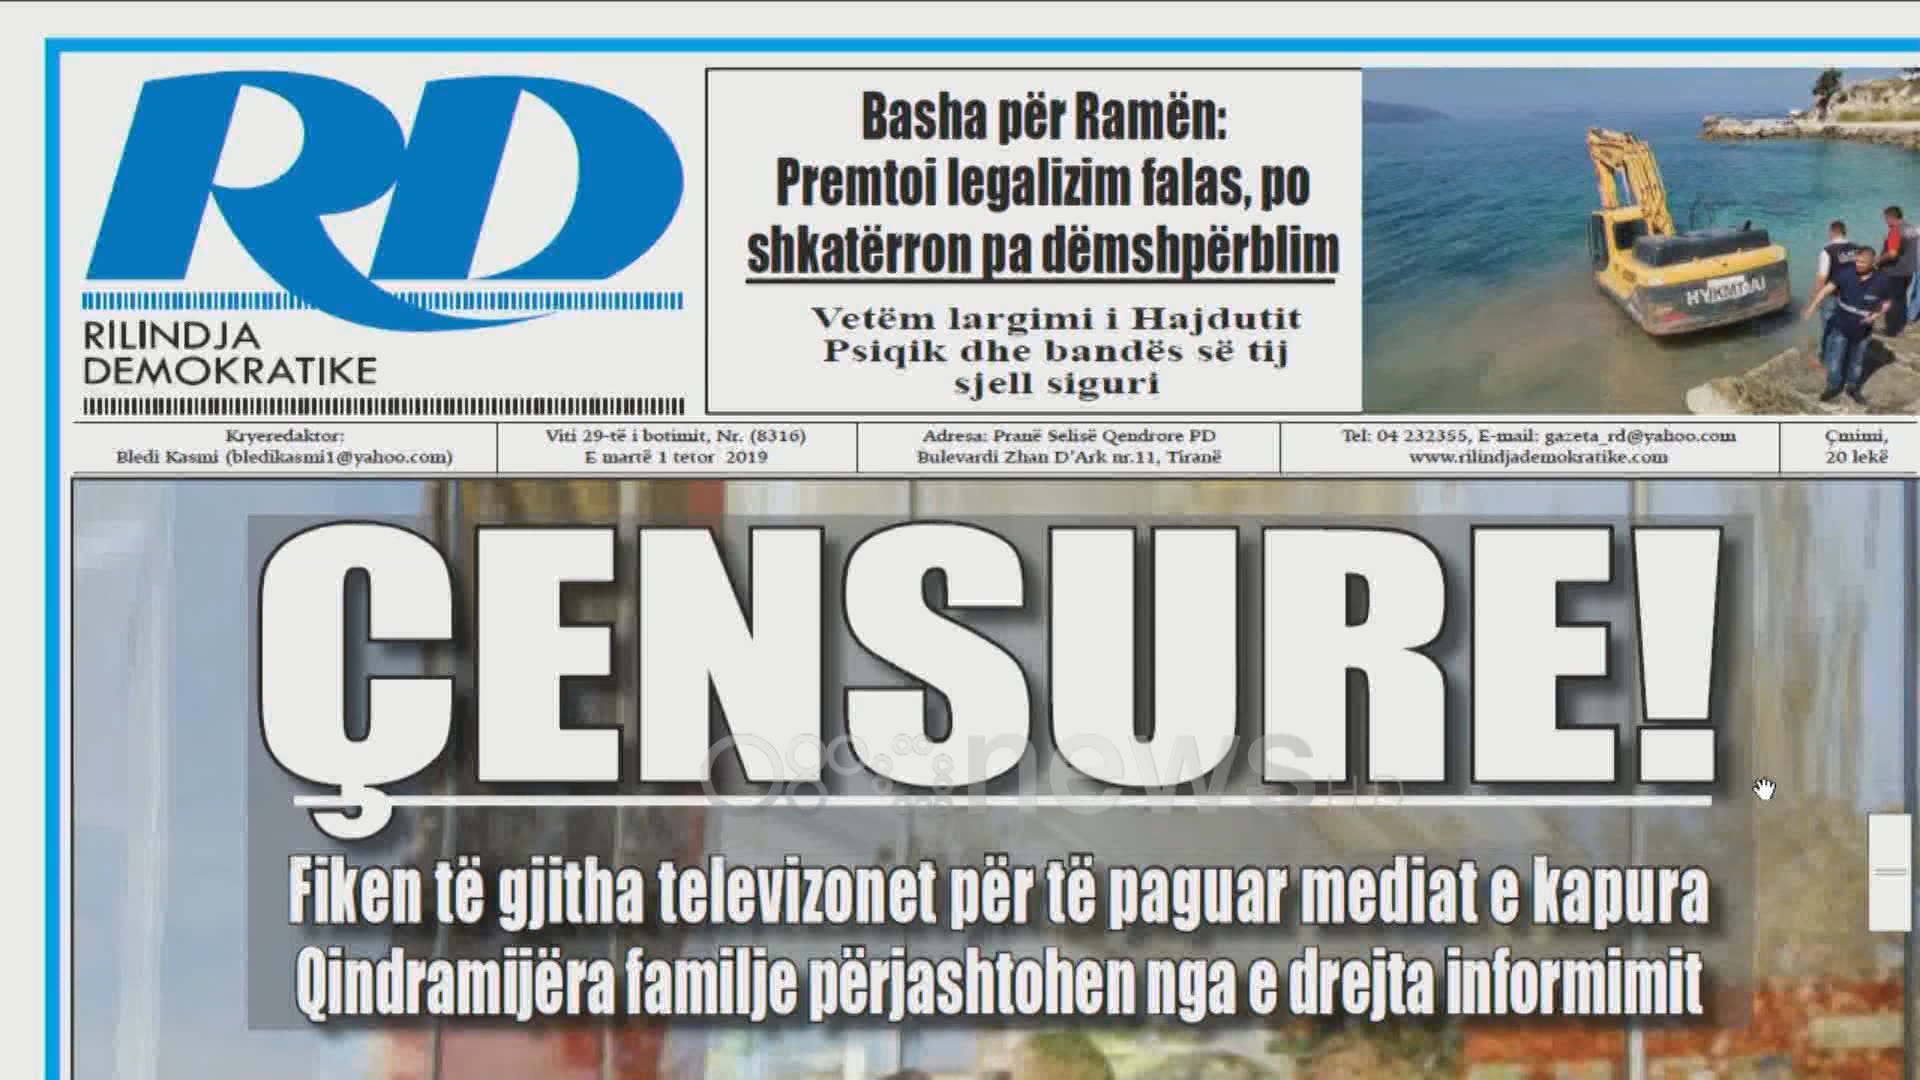 RD
RILINDJA
DEMOKRATIKE
Basha për Ramën:
Premtoi legalizim falas, po
shkatërron pa dëmshpërblim
Vetëm largimi i Hajdutit
Psiqik dhe bandës së tij
sjell siguri
HYUNDAI
Kryeredaktor:
Bledi Kasmi (bledikasmi1@yahoo.com)
Viti 29-të i botimit, Nr. (8316)
E martë 1 tetor 2019
Adresa: Pranë Selisë Qendrore PD
Bulevardi Zhan D'Ark nr.11, Tiranë
Tel: 04 232355, E-mail: gazeta_rd@yahoo.com
www.rilindjademokratike.com
Çmimi,
20 lekë
ÇENSURE!
news HD
Fiken të gjitha televizonet për të paguar mediat e kapura
Qindramijëra familje përjashtohen nga e drejta informimit